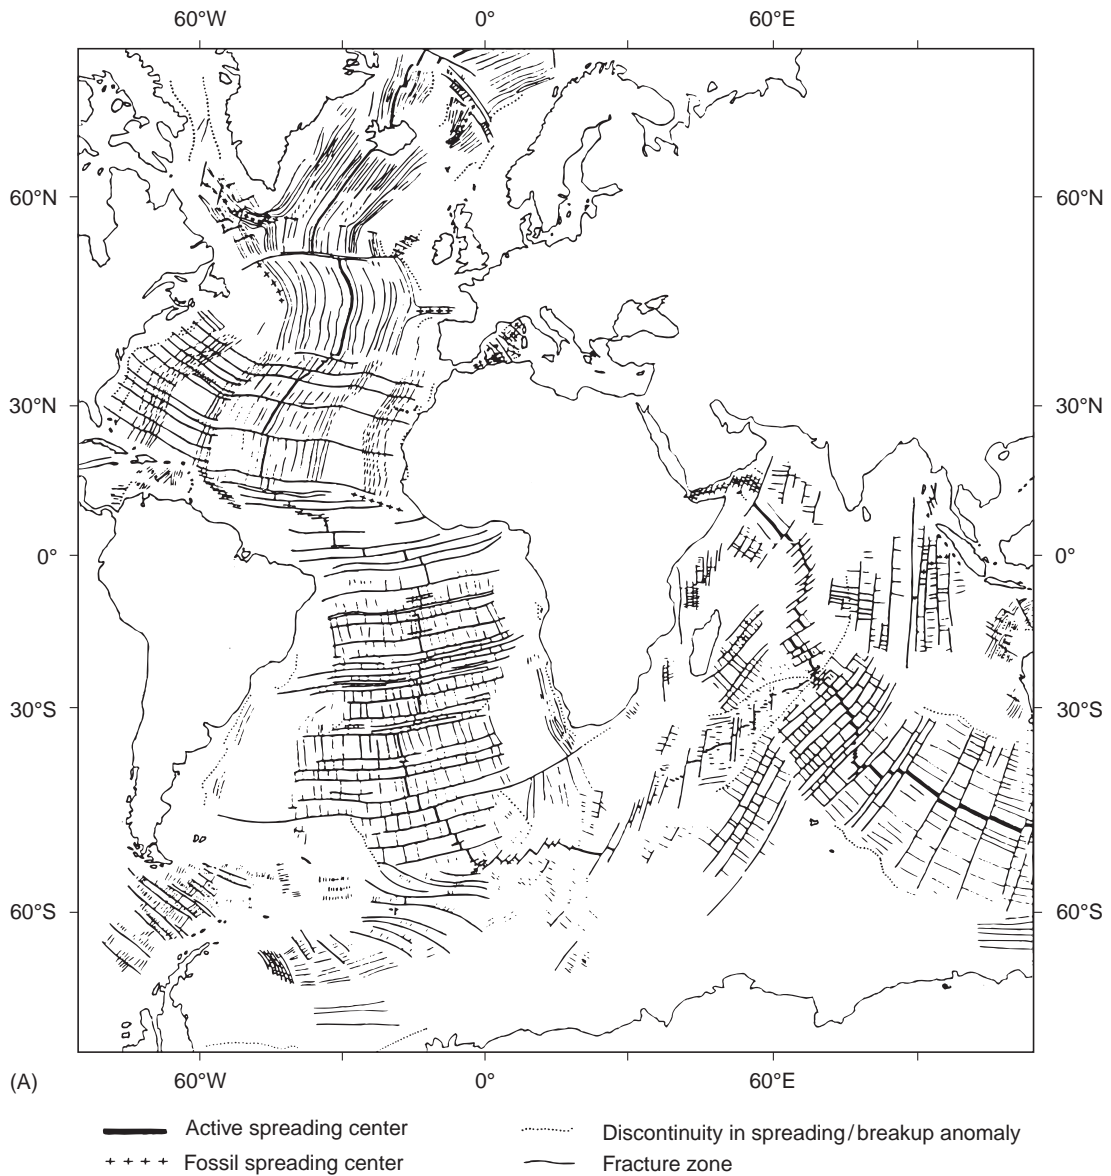 60°W 0° 60°E
60°N 60°N
30°N 30°N
0° 0°
30°S 30°S
60°S 60°S
(A) 60°W 0° 60°E
Active spreading center
Discontinuity in spreading/breakup anomaly
Fossil spreading center
Fracture zone